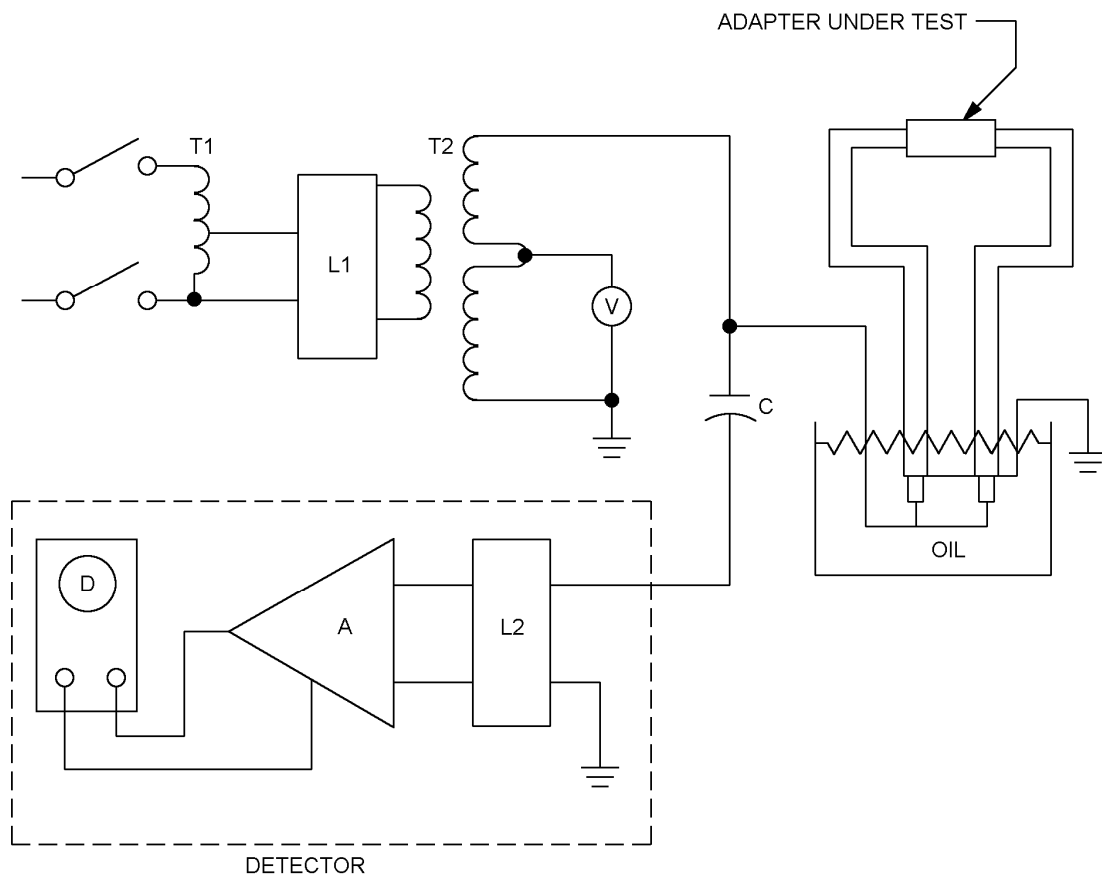 ADAPTER UNDER TEST
T1
T2
L1
V
C
OIL
D
A
L2
DETECTOR